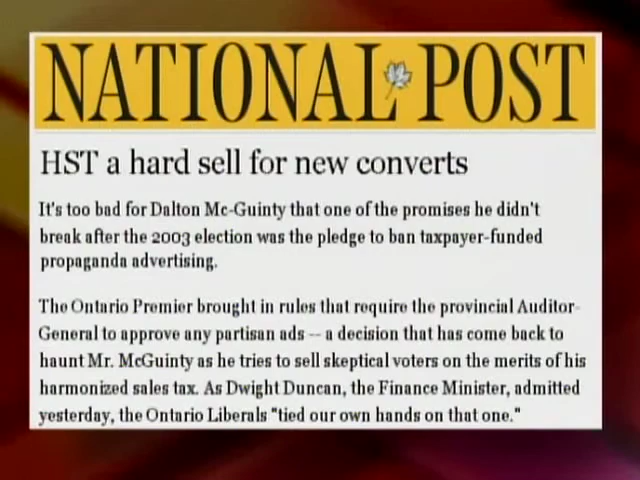 NATIONAL POST
HST a hard sell for new converts
It's too bad for Dalton Mc-Guinty that one of the promises he didn't
break after the 2003 election was the pledge to ban taxpayer-funded
propaganda advertising.
The Ontario Premier brought in rules that require the provincial Auditor-
General to approve any partisan ads -- a decision that has come back to
haunt Mr. McGuinty as he tries to sell skeptical voters on the merits of his
harmonized sales tax. As Dwight Duncan, the Finance Minister, admitted
yesterday, the Ontario Liberals "tied our own hands on that one."